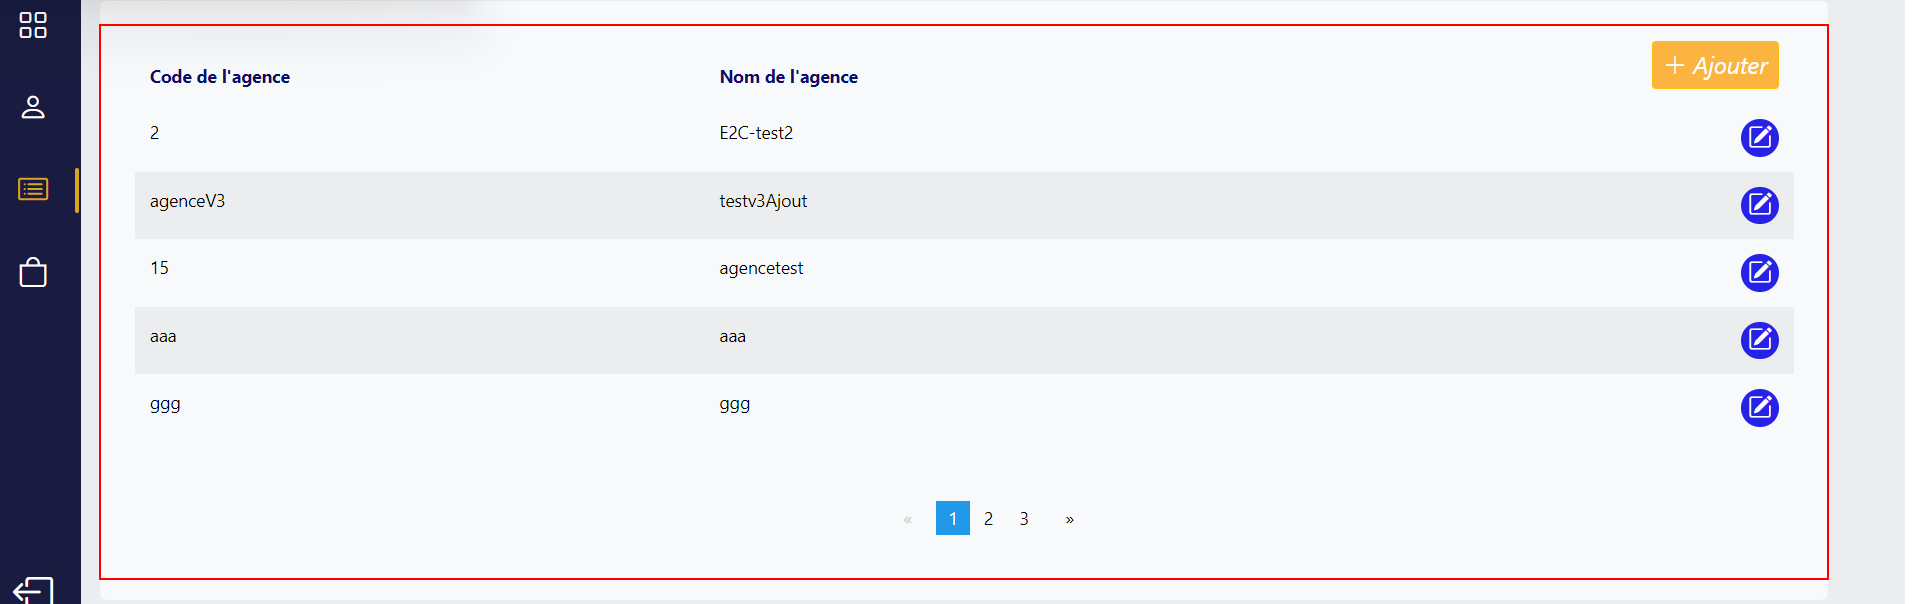 Code de l'agence Nom de l'agence + Ajouter
2 E2C-test2
agenceV3 testv3Ajout
15 agencetest
aaa aaa
ggg ggg
« 1 2 3 »